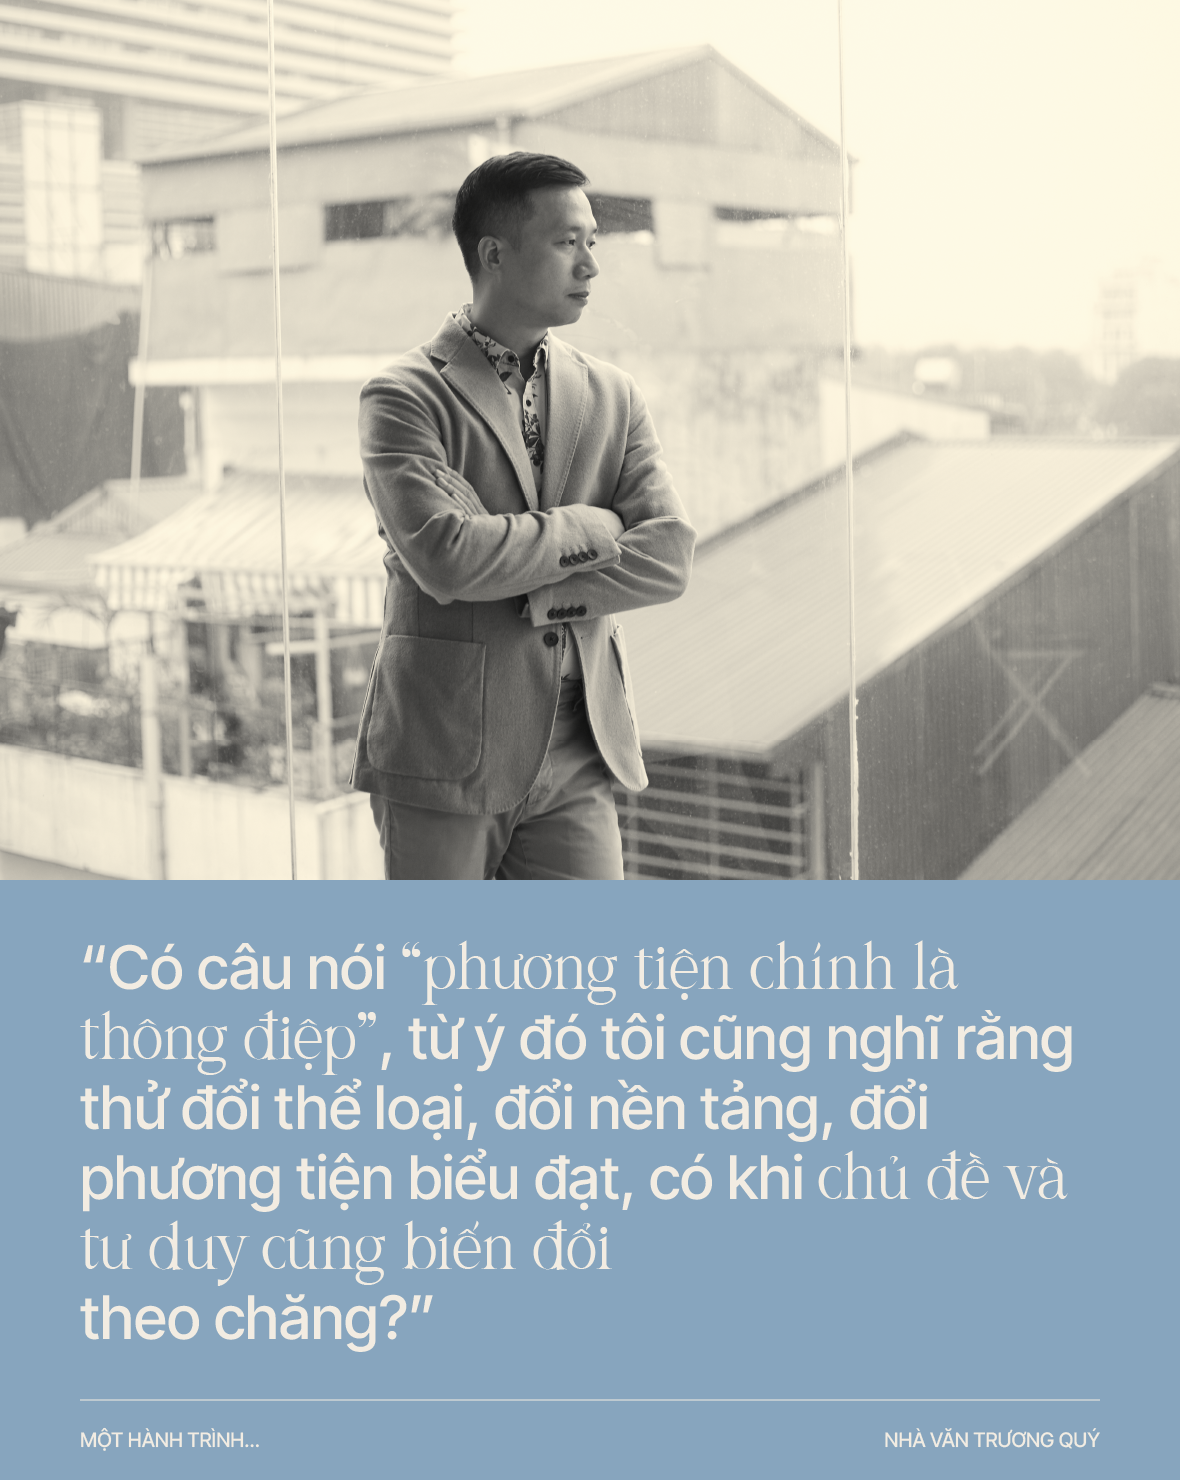 “Có câu nói “phương tiện chính là
thông điệp”, từ ý đó tôi cũng nghĩ rằng
thử đổi thể loại, đổi nền tảng, đổi
phương tiện biểu đạt, có khi chủ đề và
tư duy cũng biến đổi
theo chăng?”
MỘT HÀNH TRÌNH...
NHÀ VĂN TRƯƠNG QUÝ